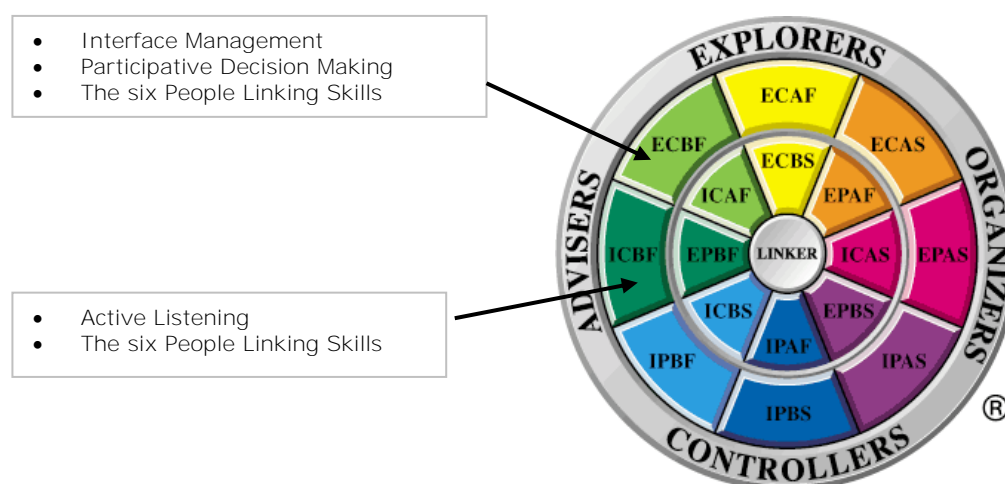 • Interface Management
• Participative Decision Making
• The six People Linking Skills
• Active Listening
• The six People Linking Skills
EXPLORERS
ORGANIZERS
CONTROLLERS
ADVISERS
ECAF
ECBF
ECAS
ECBS
ICAF
EPAF
ICBF
EPBF
LINKER
ICAS
EPAS
ICBS
EPBS
IPAF
IPBF
IPAS
IPBS
®